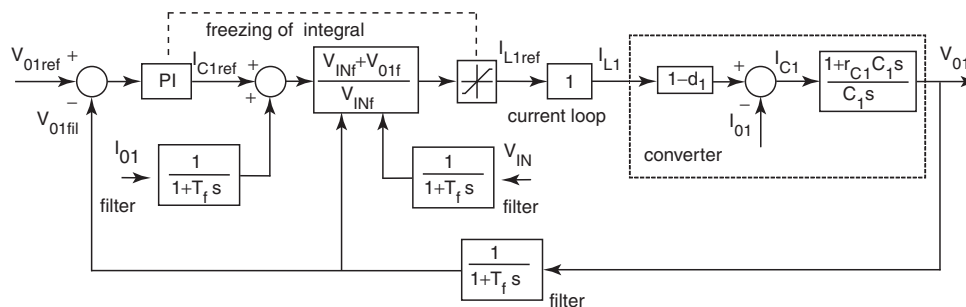 freezing of integral
V01ref
+
−
V01fil
PI
IC1ref
+
+
VINf+V01f
VINf
IL1ref
1
current loop
IL1
1−d1
+
−
IC1
I01
1+rC1C1s
C1s
V01
converter
I01
filter
1
1+Tf s
1
1+Tf s
VIN
filter
1
1+Tf s
filter